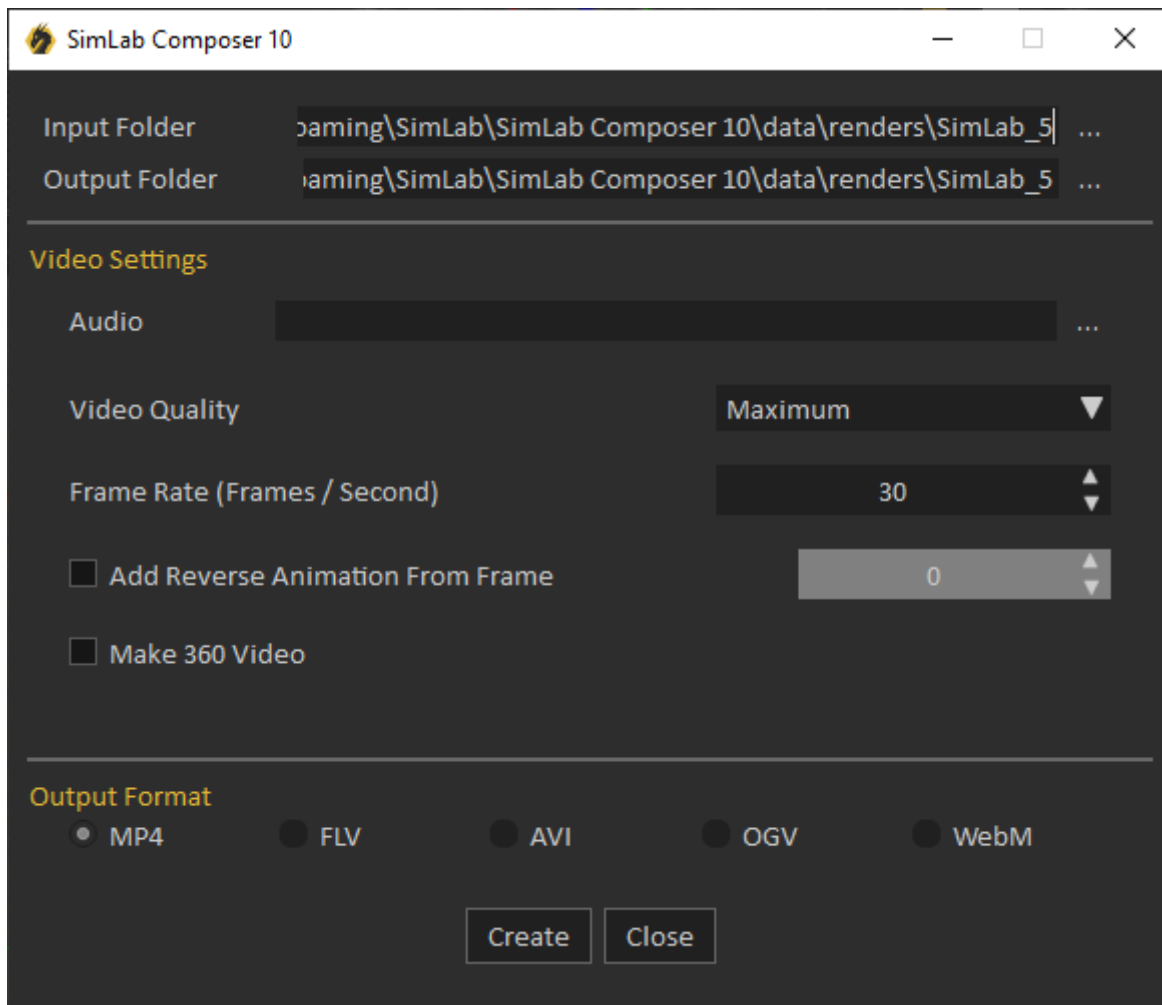 SimLab Composer 10
Input Folder oaming\SimLab\SimLab Composer 10\data\renders\SimLab_5 ...
Output Folder oaming\SimLab\SimLab Composer 10\data\renders\SimLab_5 ...
Video Settings
Audio ...
Video Quality Maximum
Frame Rate (Frames / Second) 30
Add Reverse Animation From Frame 0
Make 360 Video
Output Format
MP4 FLV AVI OGV WebM
Create Close